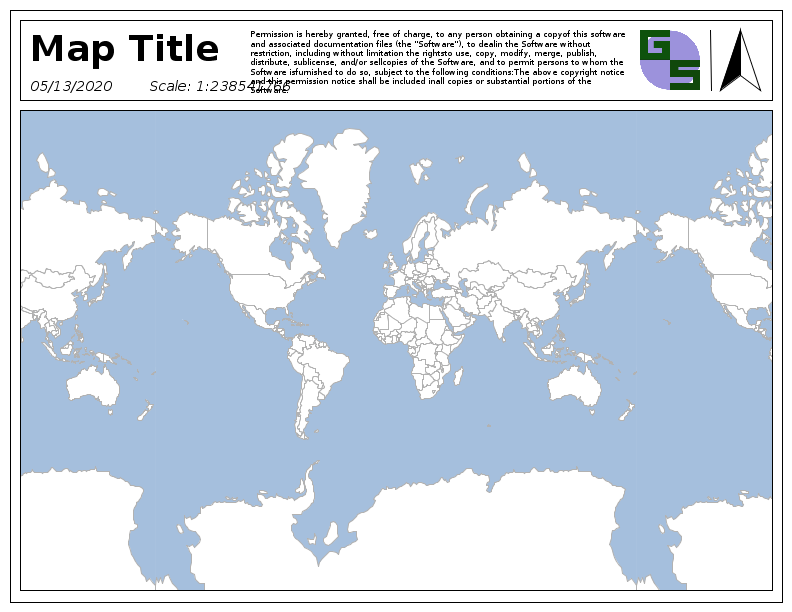 Map Title
05/13/2020
Scale: 1:238541766
Permission is hereby granted, free of charge, to any person obtaining a copyof this software
and associated documentation files (the "Software"), to dealin the Software without
restriction, including without limitation the rightsto use, copy, modify, merge, publish,
distribute, sublicense, and/or sellcopies of the Software, and to permit persons to whom the
Software isfurnished to do so, subject to the following conditions:The above copyright notice
and this permission notice shall be included inall copies or substantial portions of the
Software.
GS